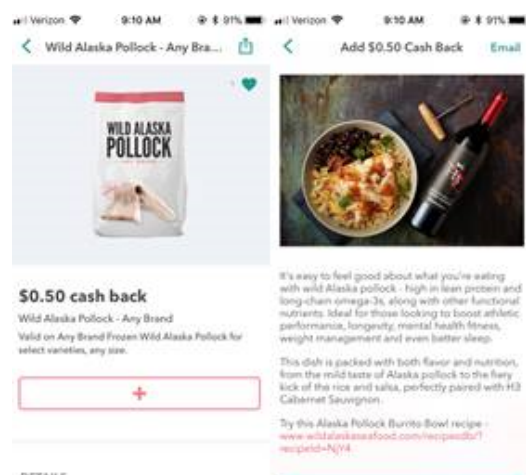 Verizon 9:10 AM 91%
Wild Alaska Pollock - Any Bra...
WILD ALASKA
POLLOCK
$0.50 cash back
Wild Alaska Pollock - Any Brand
Valid on Any Brand Frozen Wild Alaska Pollock for
select varieties, any size.
+
DETAILS
Verizon 9:10 AM 91%
Add $0.50 Cash Back Email
It's easy to feel good about what you're eating
with wild Alaska pollock - high in lean protein and
long-chain omega-3s, along with other functional
nutrients. Ideal for those looking to boost athletic
performance, longevity, mental health fitness,
weight management and even better sleep.
This dish is packed with both flavor and nutrition,
from the mild taste of Alaska pollock to the fiery
kick of the rice and salsa, perfectly paired with H3
Cabernet Sauvignon.
Try this Alaska Pollock Burrito Bowl recipe -
www.wildalaskaseafood.com/recipesdb/?
recipeId=NjY4